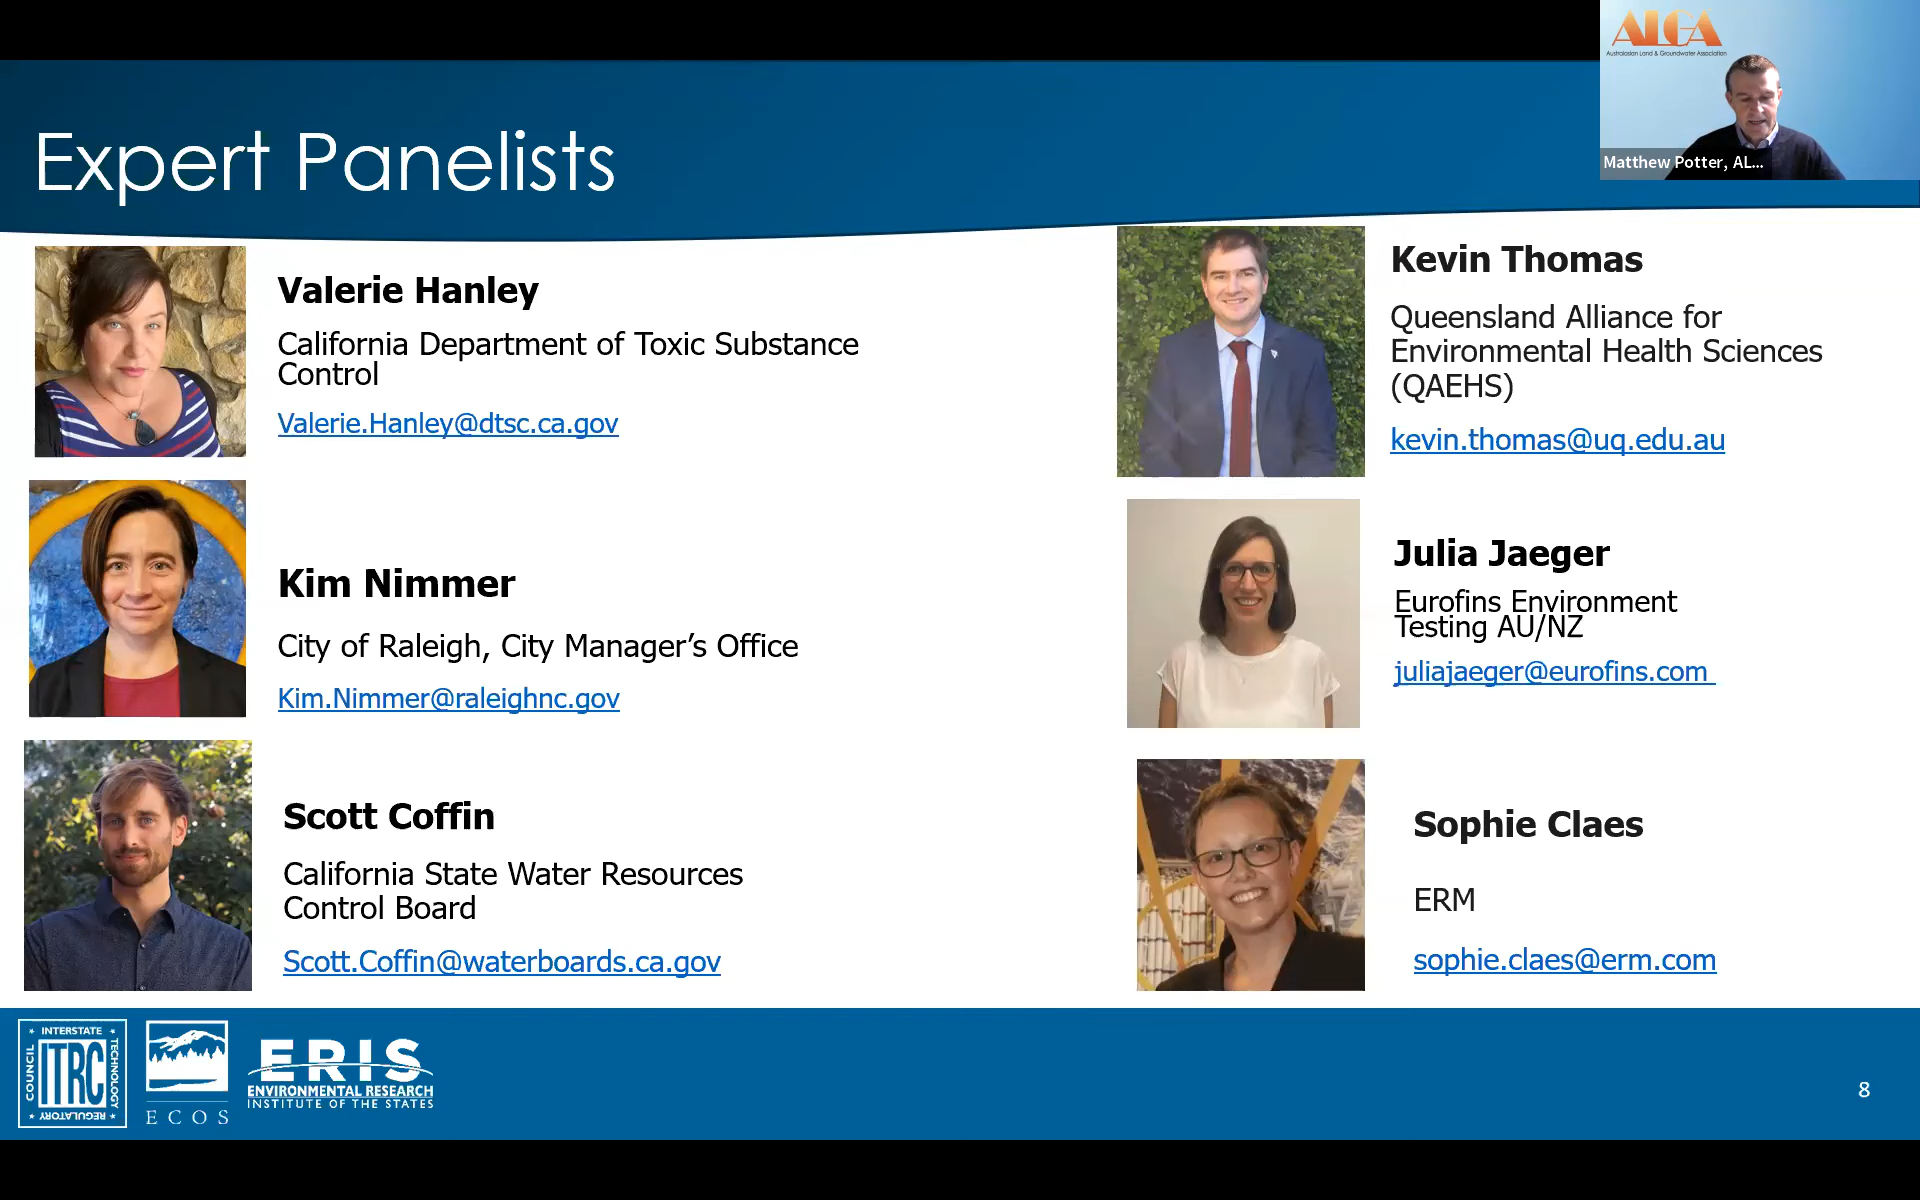 ALGA
Australasian Land & Groundwater Association
Matthew Potter, AL...
Expert Panelists
Valerie Hanley
California Department of Toxic Substance
Control
Valerie.Hanley@dtsc.ca.gov
Kim Nimmer
City of Raleigh, City Manager’s Office
Kim.Nimmer@raleighnc.gov
Scott Coffin
California State Water Resources
Control Board
Scott.Coffin@waterboards.ca.gov
Kevin Thomas
Queensland Alliance for
Environmental Health Sciences
(QAEHS)
kevin.thomas@uq.edu.au
Julia Jaeger
Eurofins Environment
Testing AU/NZ
juliajaeger@eurofins.com
Sophie Claes
ERM
sophie.claes@erm.com
INTERSTATE
TECHNOLOGY
REGULATORY
COUNCIL
ITRC
ECOS
ERIS
ENVIRONMENTAL RESEARCH
INSTITUTE OF THE STATES
8